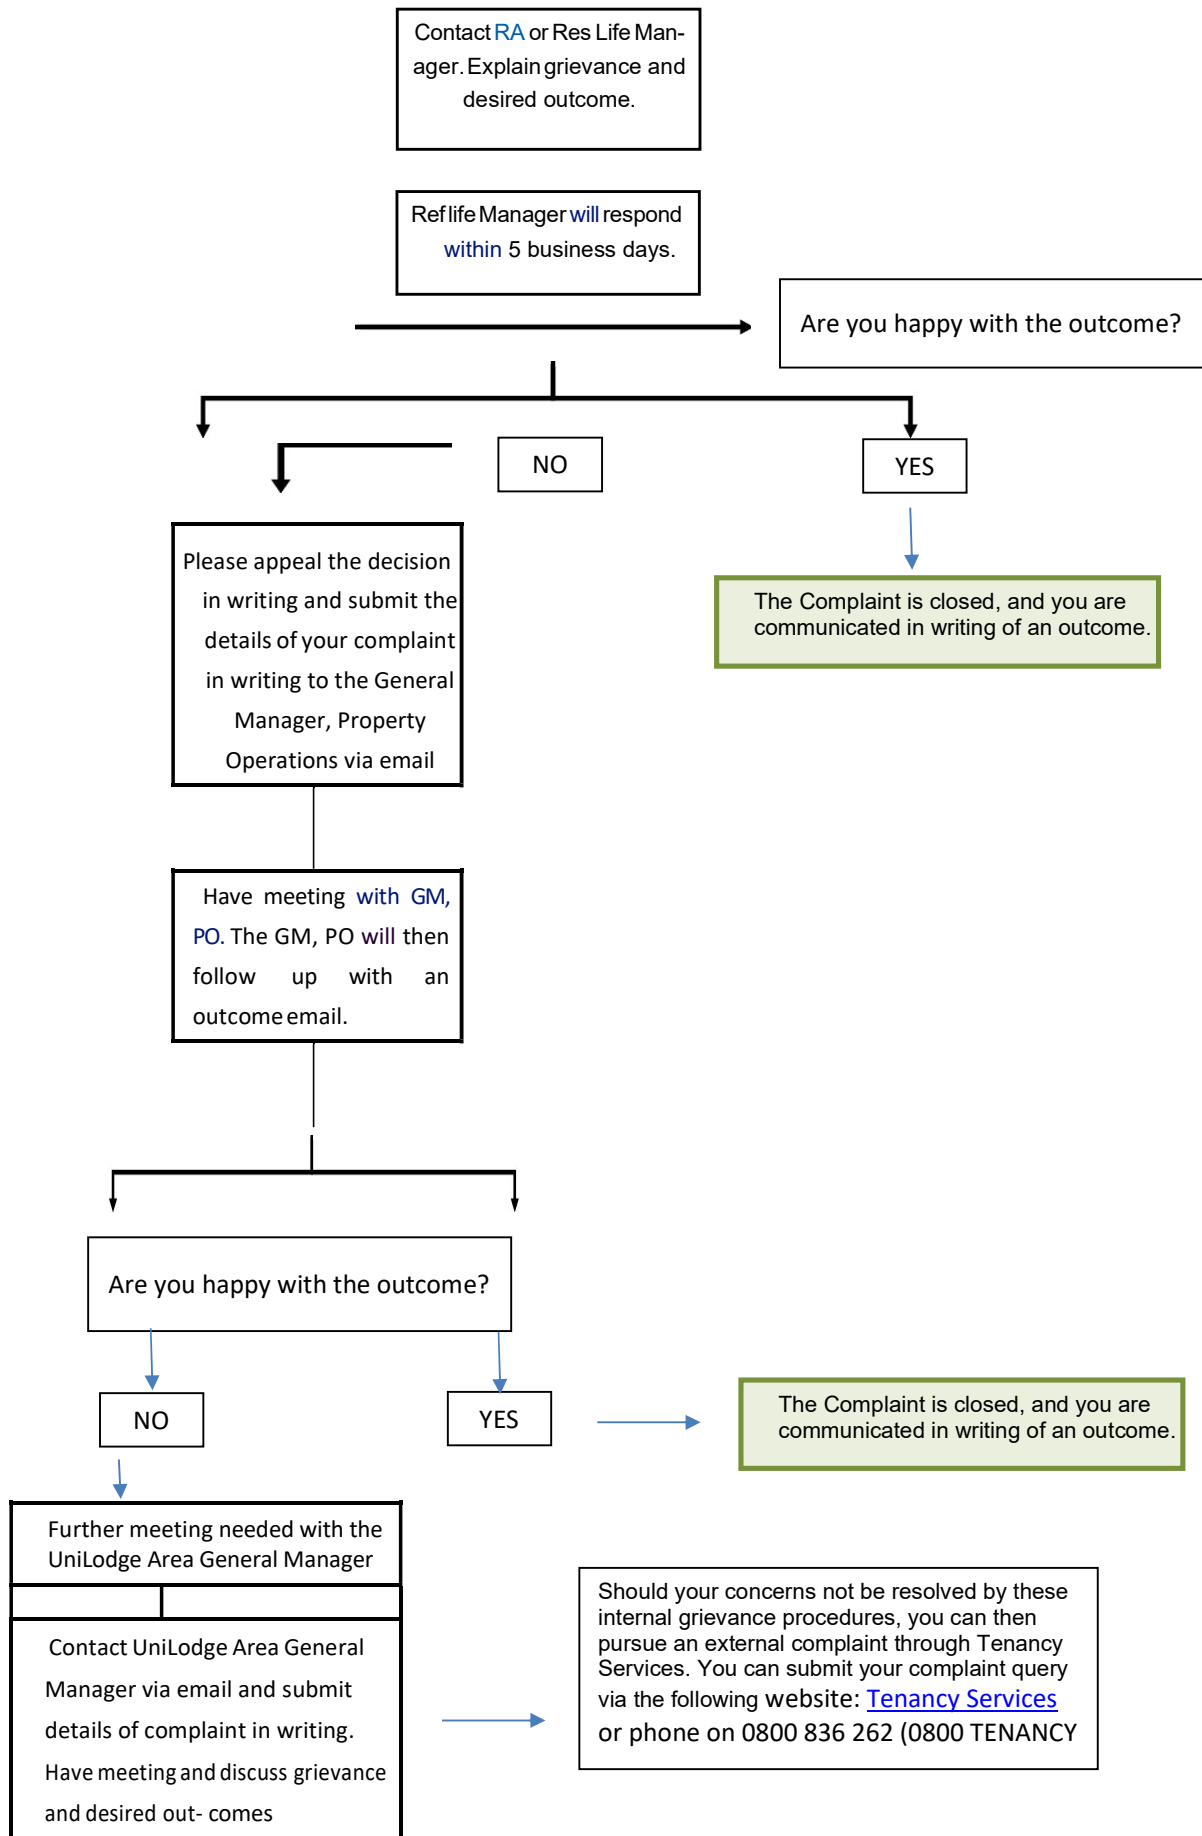 Contact RA or Res Life Man-
ager. Explain grievance and
desired outcome.
Ref life Manager will respond
within 5 business days.
Are you happy with the outcome?
NO
YES
Please appeal the decision
in writing and submit the
details of your complaint
in writing to the General
Manager, Property
Operations via email
The Complaint is closed, and you are
communicated in writing of an outcome.
Have meeting with GM,
PO. The GM, PO will then
follow up with an
outcome email.
Are you happy with the outcome?
NO
YES
The Complaint is closed, and you are
communicated in writing of an outcome.
Further meeting needed with the
UniLodge Area General Manager
Contact UniLodge Area General
Manager via email and submit
details of complaint in writing.
Have meeting and discuss grievance
and desired out- comes
Should your concerns not be resolved by these
internal grievance procedures, you can then
pursue an external complaint through Tenancy
Services. You can submit your complaint query
via the following website: Tenancy Services
or phone on 0800 836 262 (0800 TENANCY